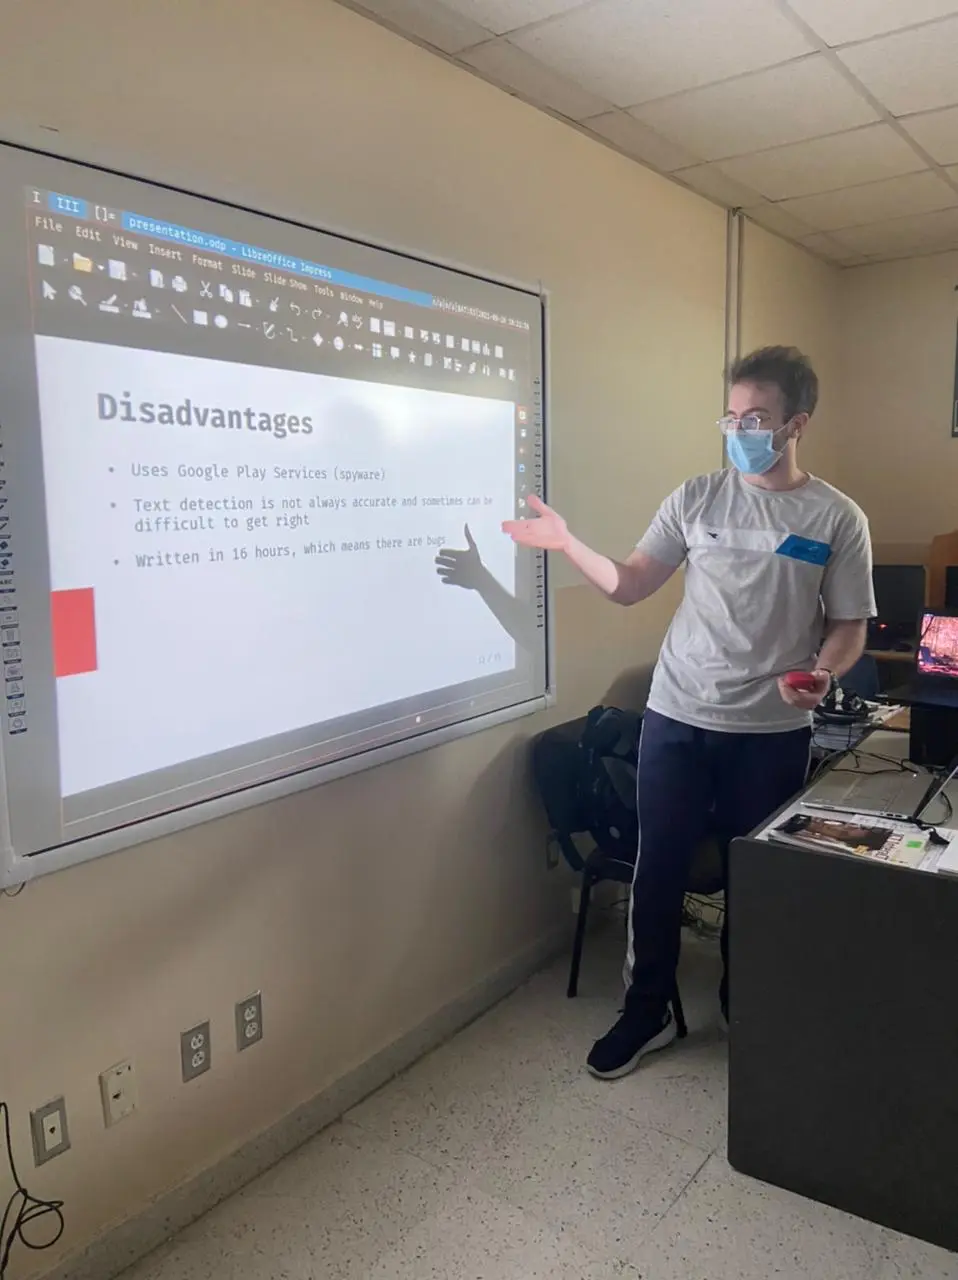 I III []= presentation.odp - LibreOffice Impress
File Edit View Insert Format Slide Slide Show Tools Window Help
Disadvantages
• Uses Google Play Services (spyware)
• Text detection is not always accurate and sometimes can be
difficult to get right
• Written in 16 hours, which means there are bugs